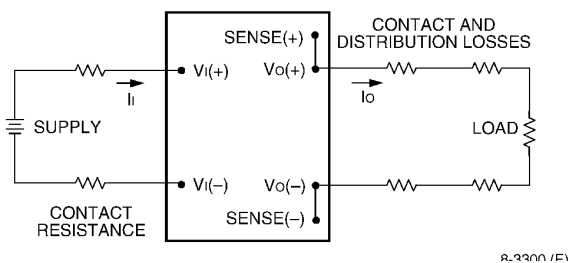 CONTACT AND
DISTRIBUTION LOSSES
SENSE(+)
VI(+)
VO(+)
II
IO
SUPPLY
LOAD
VI(–)
VO(–)
CONTACT
RESISTANCE
SENSE(–)
8-3300 (F)